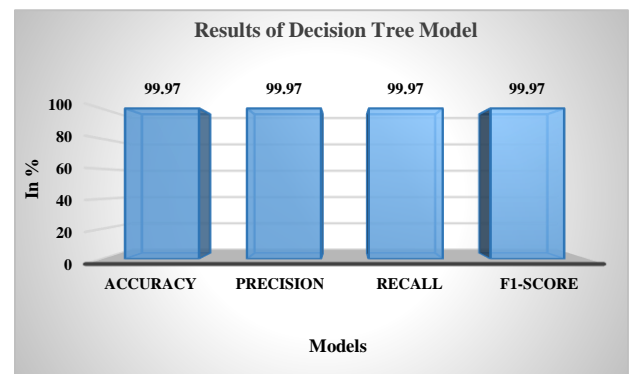 Results of Decision Tree Model
99.97 99.97 99.97 99.97
100
80
60
40
20
0
In %
ACCURACY PRECISION RECALL F1-SCORE
Models